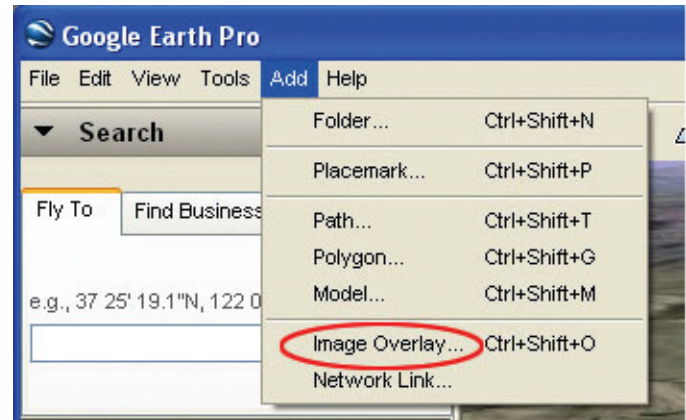 Google Earth Pro
File Edit View Tools Add Help
Search
Folder... Ctrl+Shift+N
Placemark... Ctrl+Shift+P
Fly To Find Business
Path... Ctrl+Shift+T
Polygon... Ctrl+Shift+G
e.g., 37 25' 19.1"N, 122 0
Model... Ctrl+Shift+M
Image Overlay... Ctrl+Shift+O
Network Link...